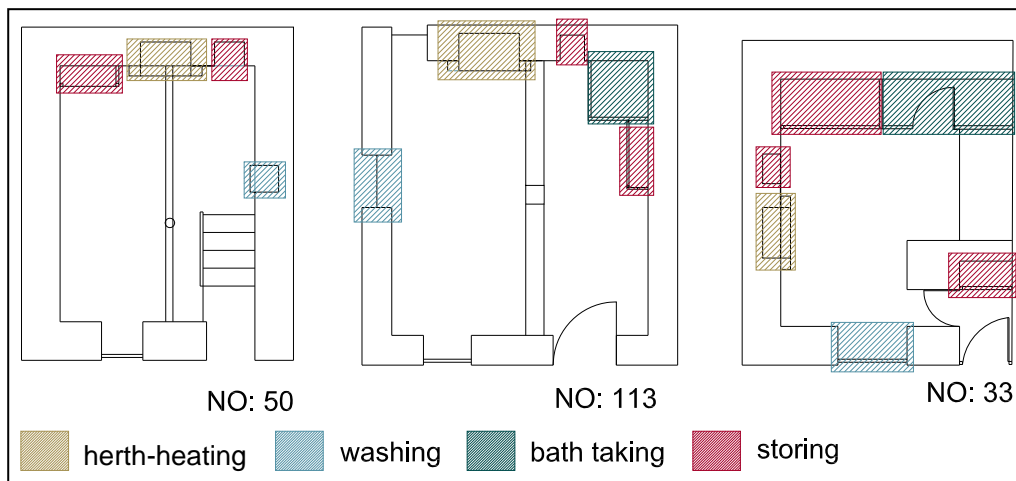 NO: 50
NO: 113
NO: 33
herth-heating
washing
bath taking
storing